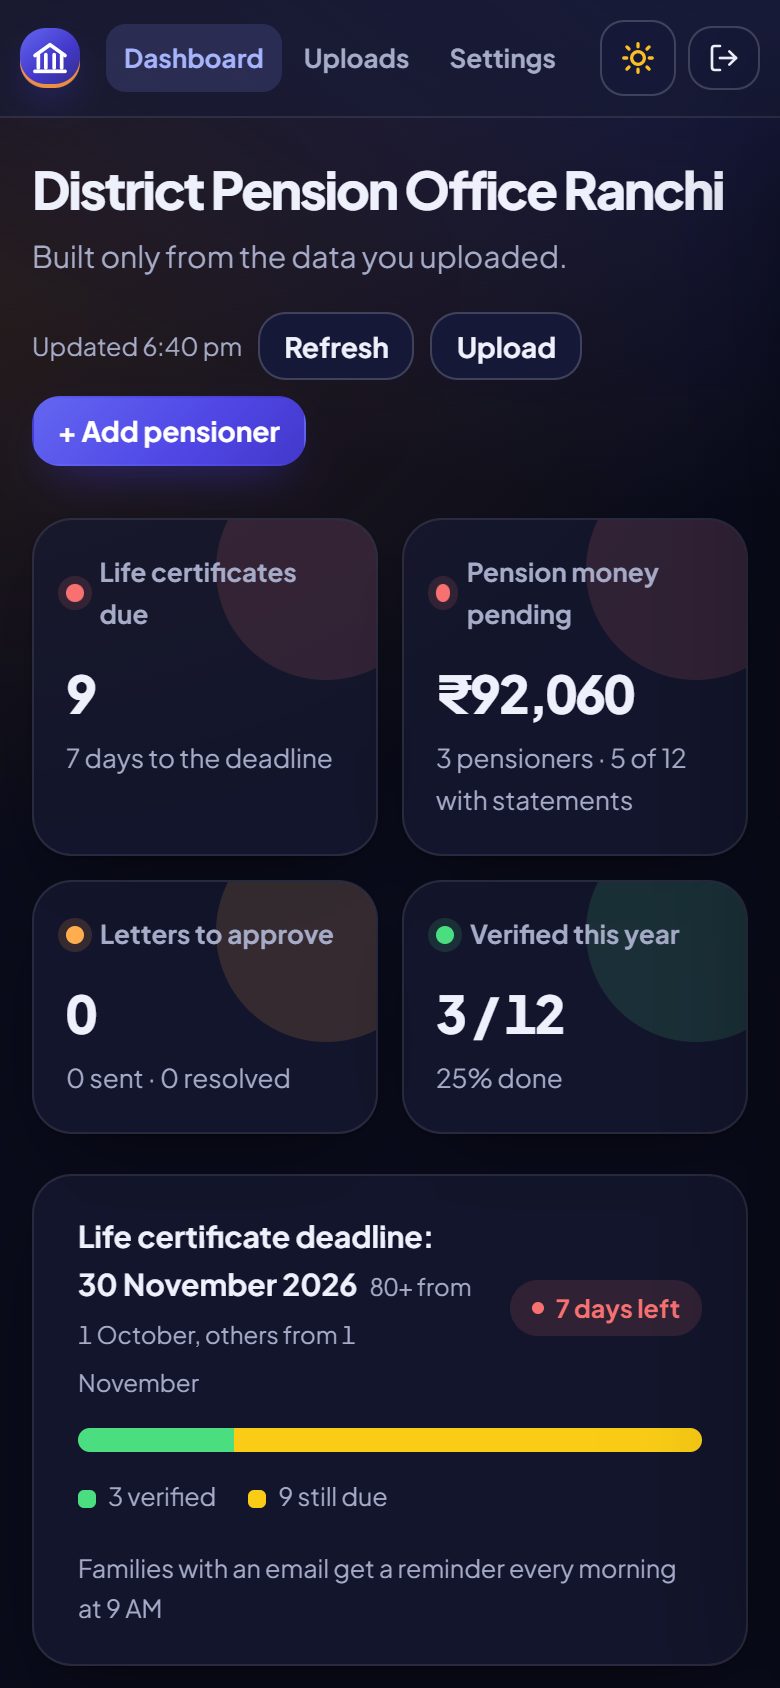 Dashboard Uploads Settings
District Pension Office Ranchi
Built only from the data you uploaded.
Updated 6:40 pm Refresh Upload
+ Add pensioner
Life certificates
due
9
7 days to the deadline
Pension money
pending
₹92,060
3 pensioners · 5 of 12
with statements
Letters to approve
0
0 sent · 0 resolved
Verified this year
3 / 12
25% done
Life certificate deadline:
30 November 2026 80+ from
1 October, others from 1
November
7 days left
3 verified 9 still due
Families with an email get a reminder every morning
at 9 AM